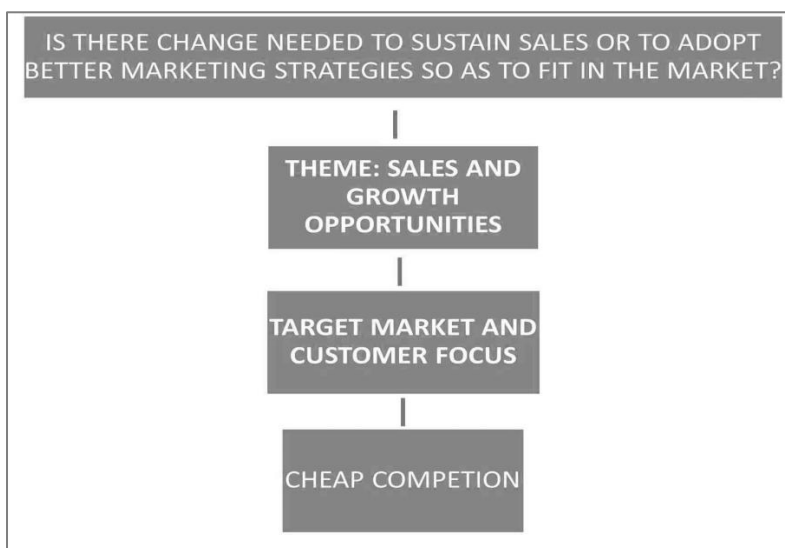 IS THERE CHANGE NEEDED TO SUSTAIN SALES OR TO ADOPT
BETTER MARKETING STRATEGIES SO AS TO FIT IN THE MARKET?
THEME: SALES AND
GROWTH
OPPORTUNITIES
TARGET MARKET AND
CUSTOMER FOCUS
CHEAP COMPETION